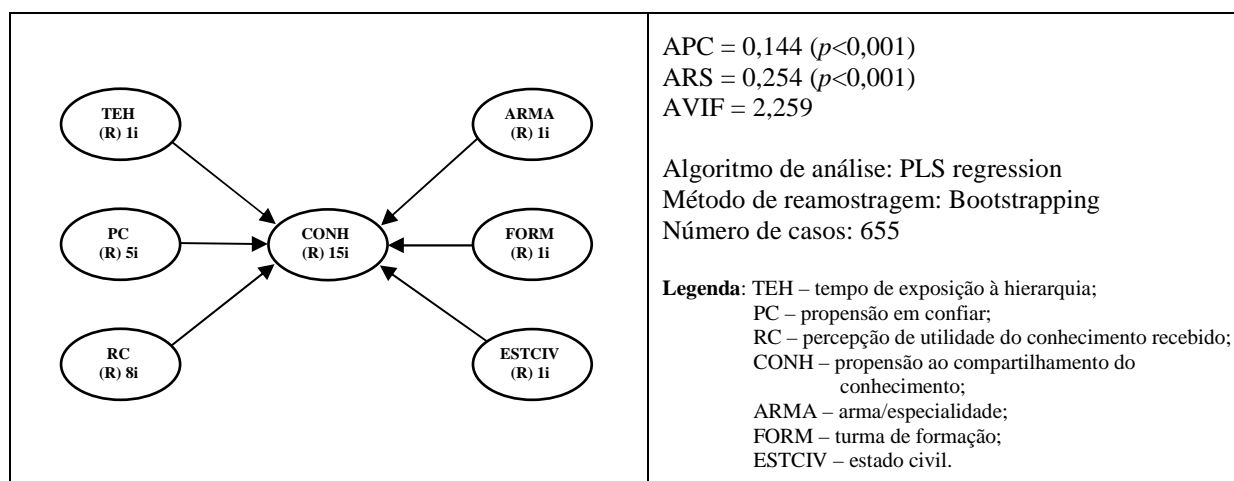 TEH
(R) 1i
PC
(R) 5i
RC
(R) 8i
CONH
(R) 15i
ARMA
(R) 1i
FORM
(R) 1i
ESTCIV
(R) 1i
APC = 0,144 (p<0,001)
ARS = 0,254 (p<0,001)
AVIF = 2,259
Algoritmo de análise: PLS regression
Método de reamostragem: Bootstrapping
Número de casos: 655
Legenda: TEH – tempo de exposição à hierarquia;
PC – propensão em confiar;
RC – percepção de utilidade do conhecimento recebido;
CONH – propensão ao compartilhamento do
conhecimento;
ARMA – arma/especialidade;
FORM – turma de formação;
ESTCIV – estado civil.